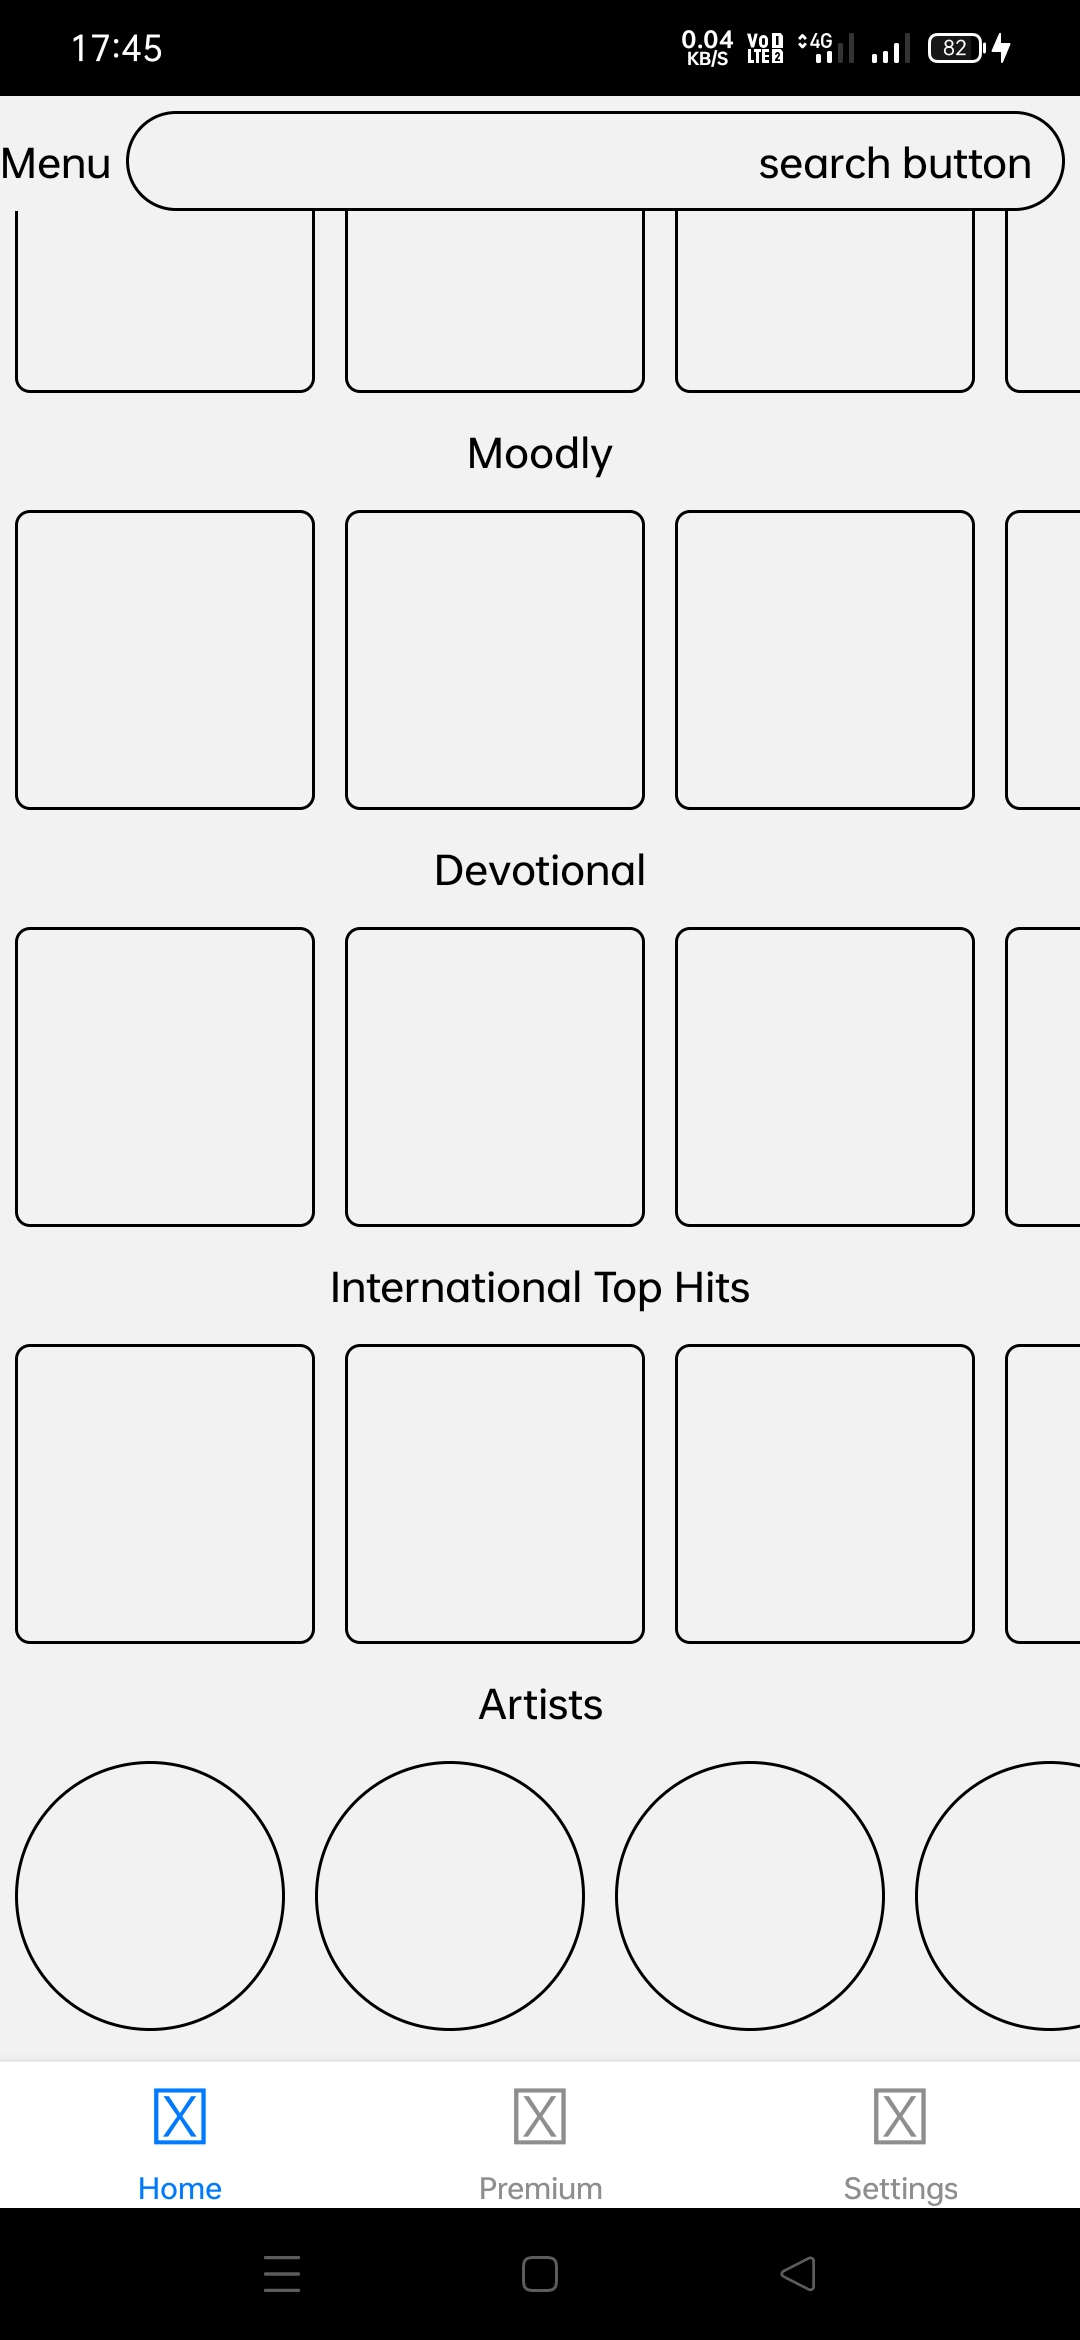 17:45
0.04 KB/S
Vo 1 LTE 2
4G
82
Menu
search button
Moodly
Devotional
International Top Hits
Artists
Home
Premium
Settings